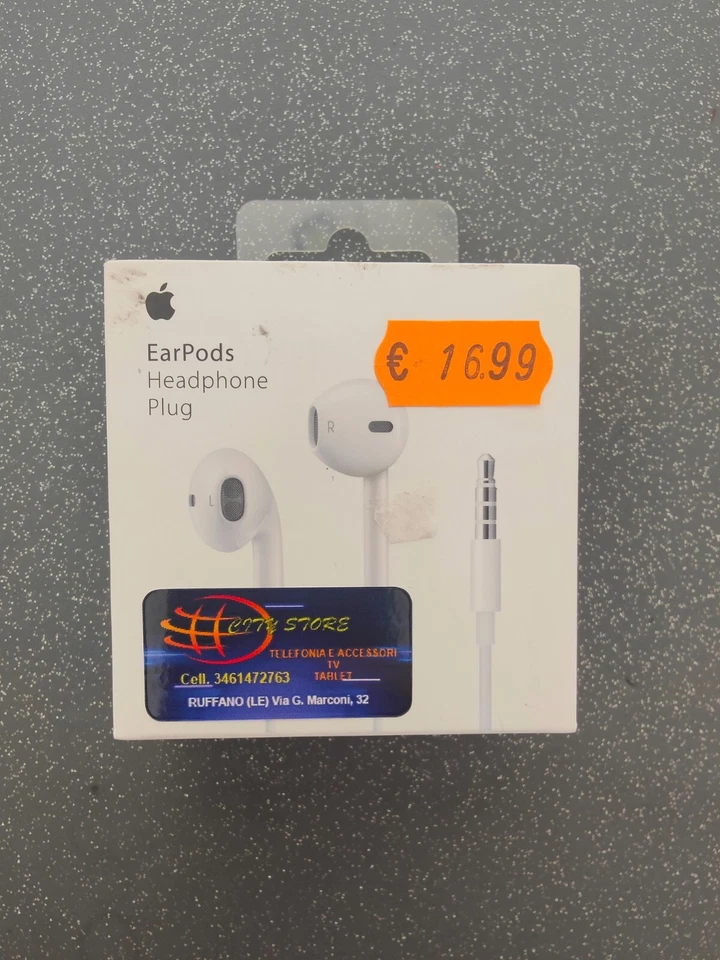 EarPods
Headphone
Plug
€ 16.99
R
L
CITY STORE
TELEFONIA E ACCESSORI
TV
TABLET
Cell. 3461472763
RUFFANO (LE) Via G. Marconi, 32